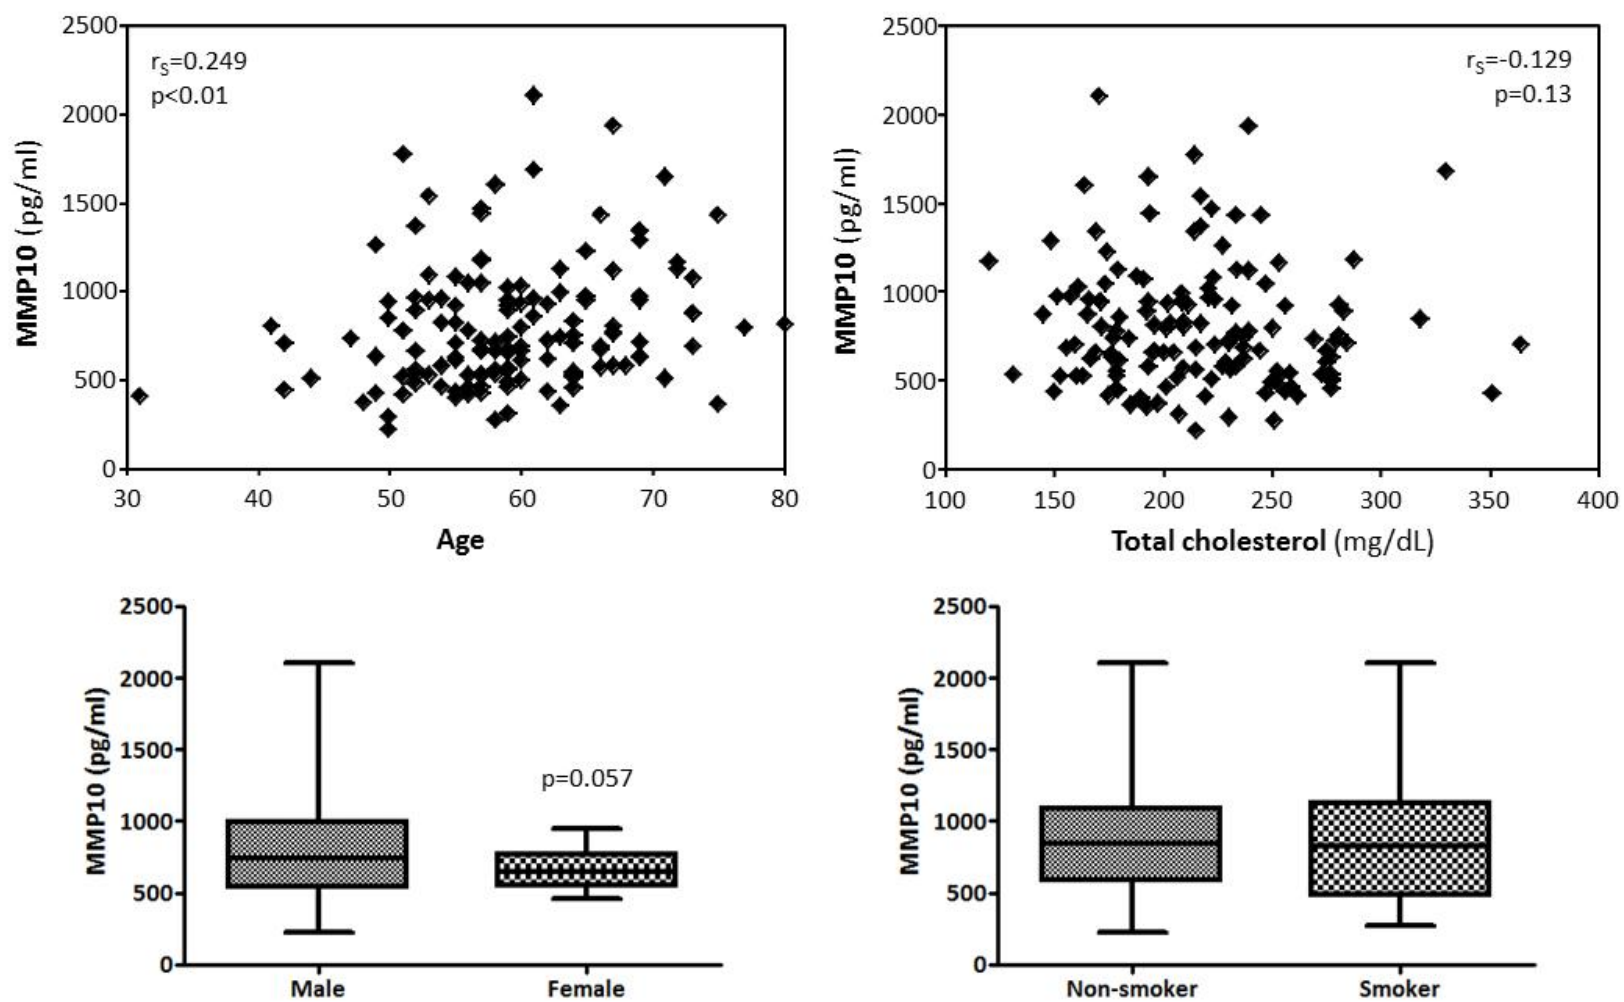 2500
2000
1500
1000
500
0
MMP10 (pg/ml)
rS=0.249
p<0.01
30 40 50 60 70 80
Age
2500
2000
1500
1000
500
0
MMP10 (pg/ml)
rS=-0.129
p=0.13
100 150 200 250 300 350 400
Total cholesterol (mg/dL)
2500
2000
1500
1000
500
0
MMP10 (pg/ml)
p=0.057
Male Female
2500
2000
1500
1000
500
0
MMP10 (pg/ml)
Non-smoker Smoker